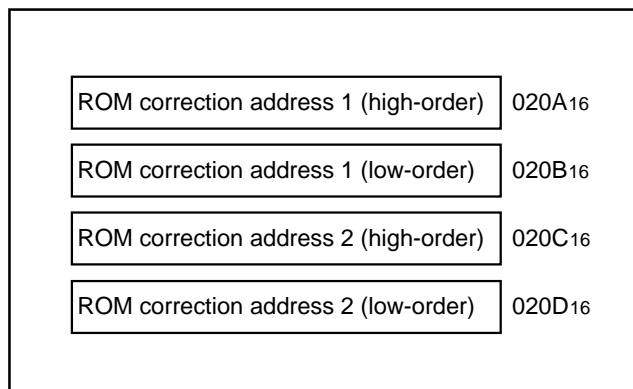 ROM correction address 1 (high-order) 020A16
ROM correction address 1 (low-order) 020B16
ROM correction address 2 (high-order) 020C16
ROM correction address 2 (low-order) 020D16